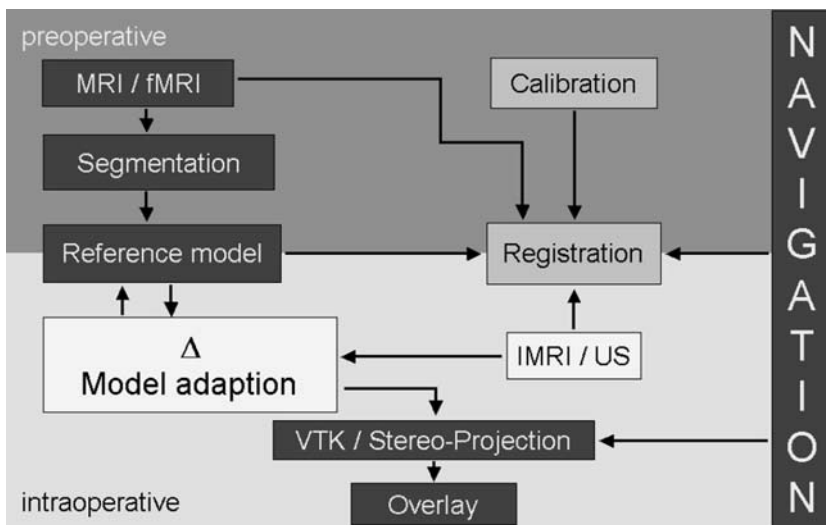 preoperative
MRI / fMRI
Calibration
Segmentation
Reference model
Registration
Δ
Model adaption
IMRI / US
VTK / Stereo-Projection
intraoperative
Overlay
N
A
V
I
G
A
T
I
O
N